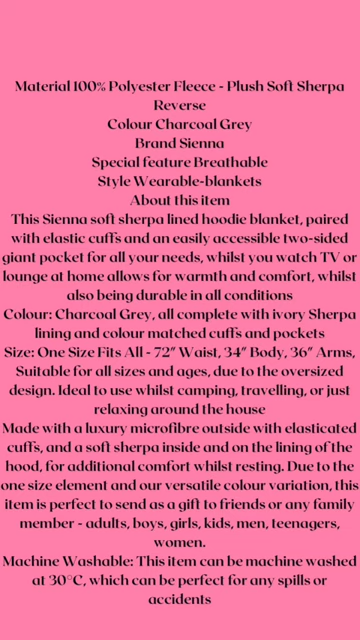 Material 100% Polyester Fleece - Plush Soft Sherpa
Reverse
Colour Charcoal Grey
Brand Sienna
Special feature Breathable
Style Wearable-blankets
About this item
This Sienna soft sherpa lined hoodie blanket, paired
with elastic cuffs and an easily accessible two-sided
giant pocket for all your needs, whilst you watch TV or
lounge at home allows for warmth and comfort, whilst
also being durable in all conditions
Colour: Charcoal Grey, all complete with ivory Sherpa
lining and colour matched cuffs and pockets
Size: One Size Fits All - 72" Waist, 34" Body, 36" Arms,
Suitable for all sizes and ages, due to the oversized
design. Ideal to use whilst camping, travelling, or just
relaxing around the house
Made with a luxury microfibre outside with elasticated
cuffs, and a soft sherpa inside and on the lining of the
hood, for additional comfort whilst resting. Due to the
one size element and our versatile colour variation, this
item is perfect to send as a gift to friends or any family
member - adults, boys, girls, kids, men, teenagers,
women.
Machine Washable: This item can be machine washed
at 30°C, which can be perfect for any spills or
accidents